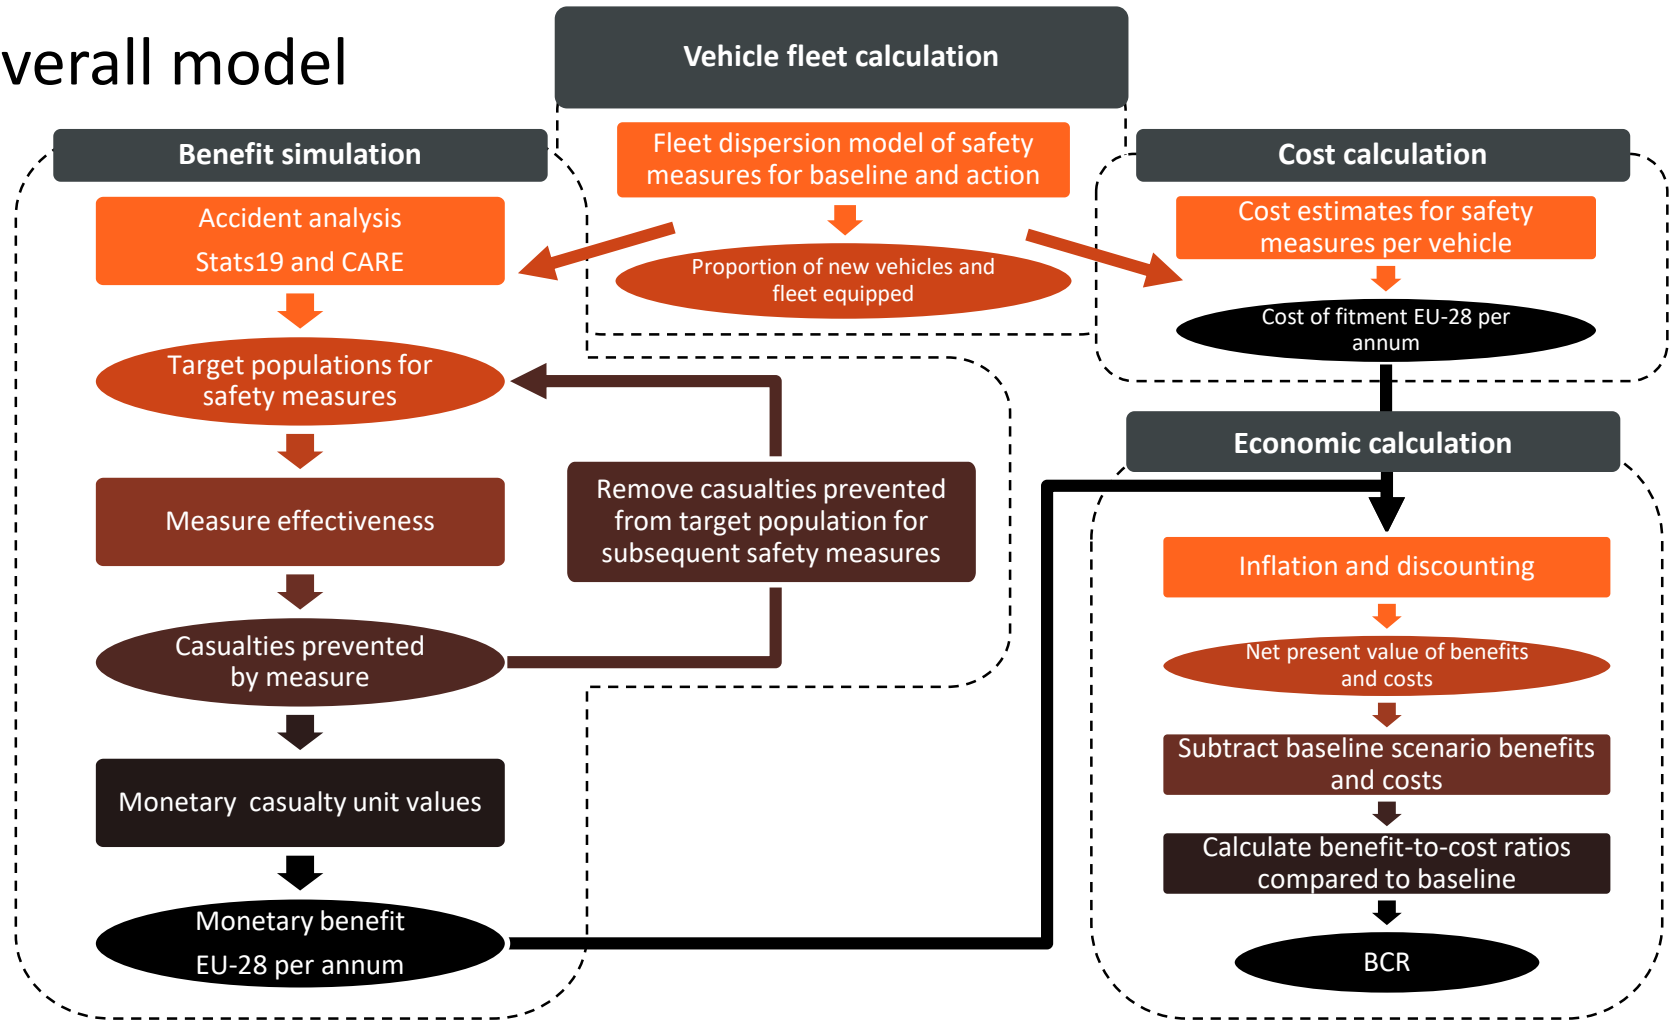 verall model
Vehicle fleet calculation
Fleet dispersion model of safety
measures for baseline and action
Proportion of new vehicles and
fleet equipped
Benefit simulation
Accident analysis
Stats19 and CARE
Target populations for
safety measures
Measure effectiveness
Casualties prevented
by measure
Monetary casualty unit values
Monetary benefit
EU-28 per annum
Remove casualties prevented
from target population for
subsequent safety measures
Cost calculation
Cost estimates for safety
measures per vehicle
Cost of fitment EU-28 per
annum
Economic calculation
Inflation and discounting
Net present value of benefits
and costs
Subtract baseline scenario benefits
and costs
Calculate benefit-to-cost ratios
compared to baseline
BCR